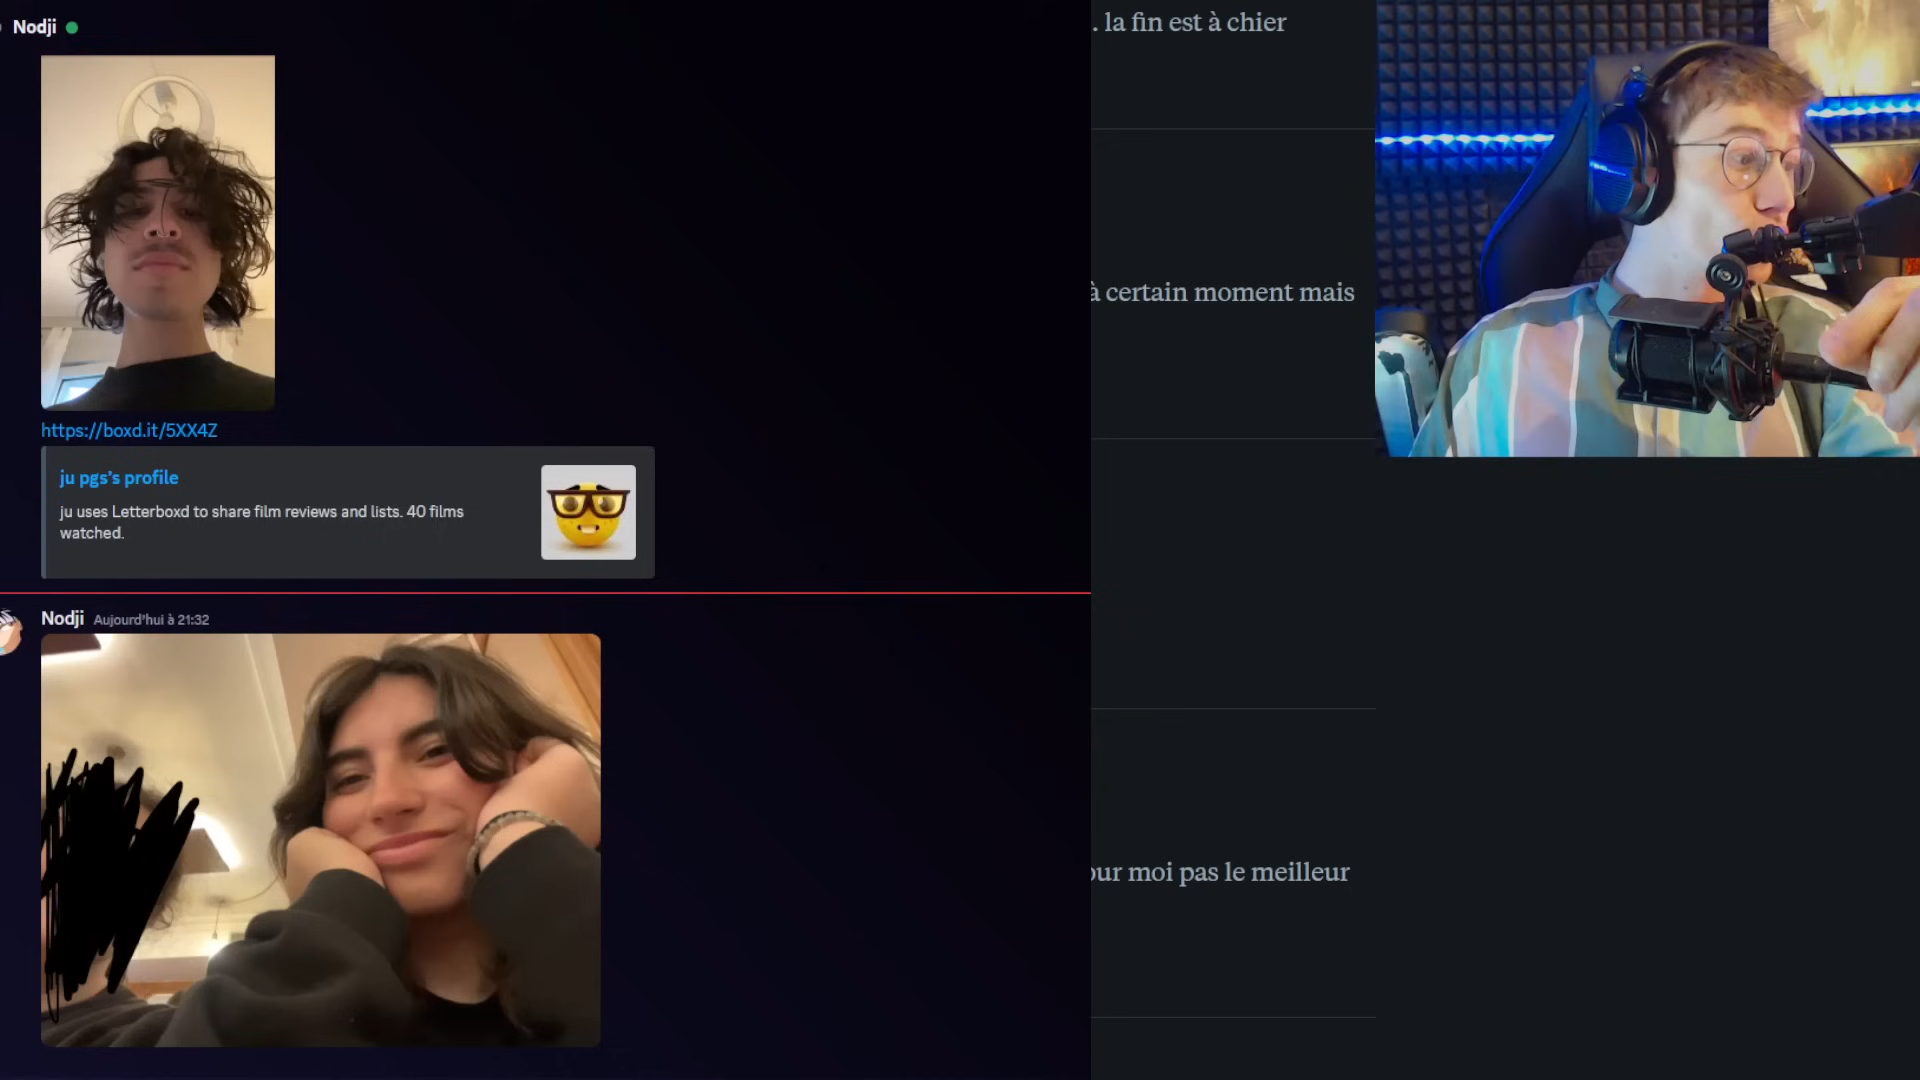 Nodji
https://boxd.it/5XX4Z
ju pgs's profile
ju uses Letterboxd to share film reviews and lists. 40 films
watched.
Nodji Aujourd'hui à 21:32
. la fin est à chier
à certain moment mais
our moi pas le meilleur